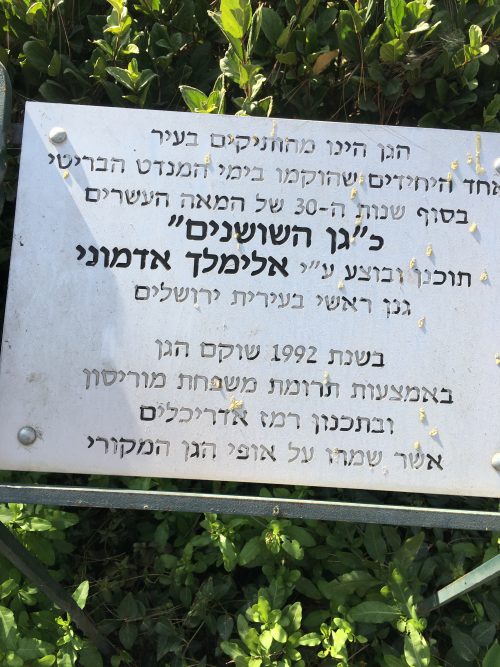 הגן הינו מהותיקים בעיר
אחד היחידים שהוקמו בימי המנדט הבריטי
בסוף שנות ה-30 של המאה העשרים
כ"גן השושנים"
תוכנן ובוצע ע"י אלימלך אדמוני
גנן ראשי בעירית ירושלים
בשנת 1992 שוקם הגן
באמצעות תרומת משפחת מוריסון
ובתכנון רמז אדריכלים
אשר שמרו על אופי הגן המקורי